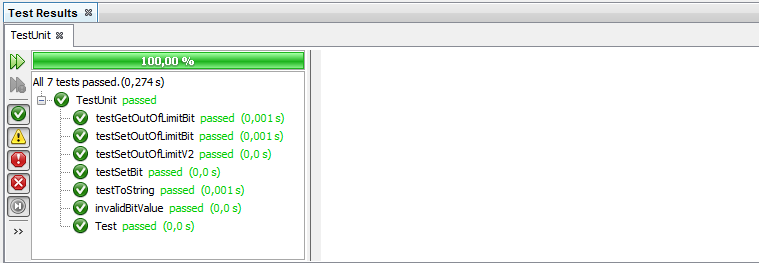 Test Results
TestUnit
100,00 %
All 7 tests passed.(0,274 s)
TestUnit passed
testGetOutOfLimitBit passed (0,001 s)
testSetOutOfLimitBit passed (0,001 s)
testSetOutOfLimitV2 passed (0,0 s)
testSetBit passed (0,0 s)
testToString passed (0,001 s)
invalidBitValue passed (0,0 s)
Test passed (0,0 s)
>>